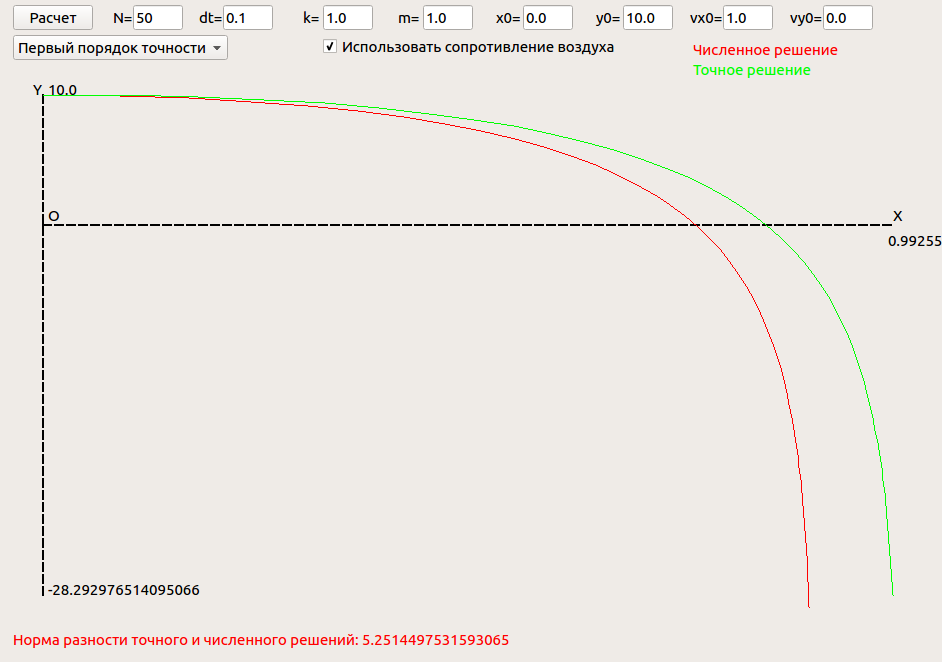 Расчет N= 50 dt= 0.1 k= 1.0 m= 1.0 x0= 0.0 y0= 10.0 vx0= 1.0 vy0= 0.0
Первый порядок точности Использовать сопротивление воздуха
Численное решение
Точное решение
Y 10.0
O X
0.99255
-28.292976514095066
Норма разности точного и численного решений: 5.2514497531593065